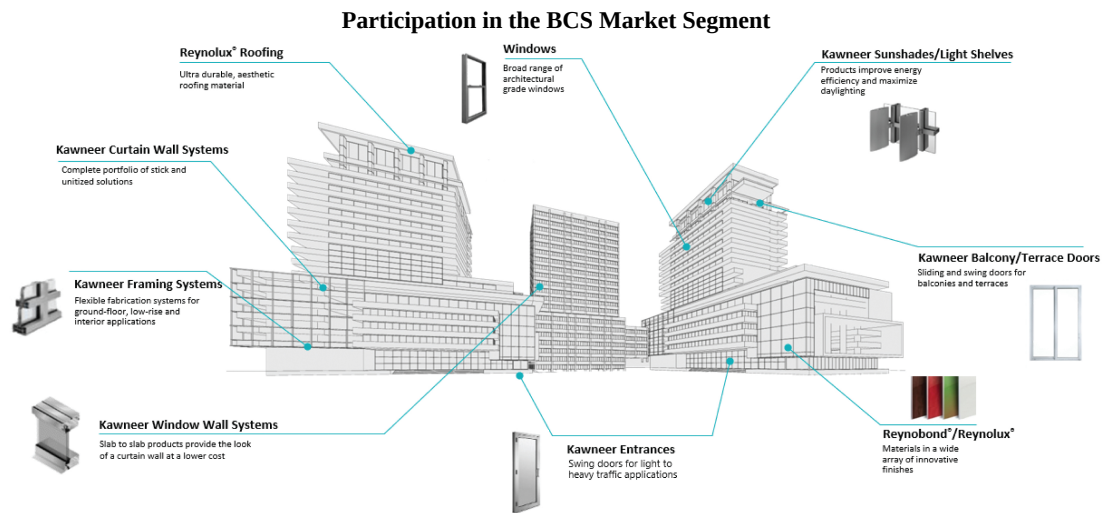 Participation in the BCS Market Segment
Reynolux® Roofing
Ultra durable, aesthetic
roofing material
Windows
Broad range of
architectural
grade windows
Kawneer Sunshades/Light Shelves
Products improve energy
efficiency and maximize
daylighting
Kawneer Curtain Wall Systems
Complete portfolio of stick and
unitized solutions
Kawneer Balcony/Terrace Doors
Sliding and swing doors for
balconies and terraces
Kawneer Framing Systems
Flexible fabrication systems for
ground-floor, low-rise and
interior applications
Kawneer Window Wall Systems
Slab to slab products provide the look
of a curtain wall at a lower cost
Kawneer Entrances
Swing doors for light to
heavy traffic applications
Reynobond®/Reynolux®
Materials in a wide
array of innovative
finishes